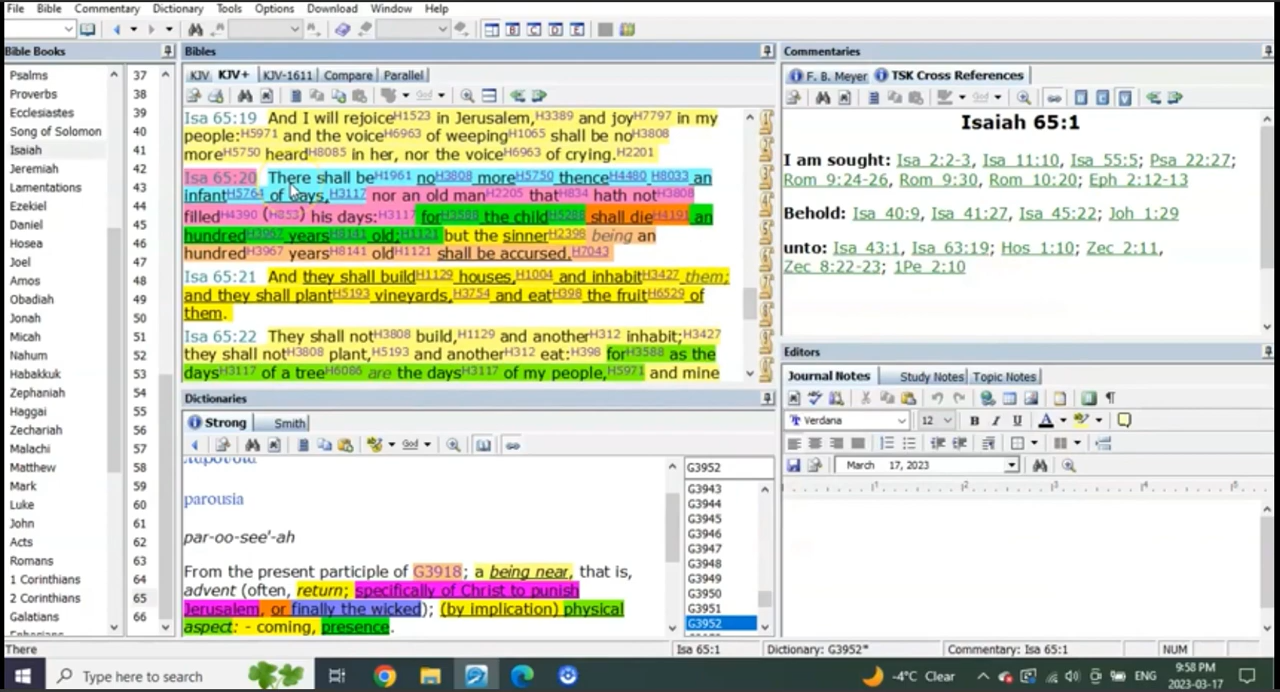 File Bible Commentary Dictionary Tools Options Download Window Help
B C D E
Bible Books
Psalms
Proverbs
Ecclesiastes
Song of Solomon
Isaiah
Jeremiah
Lamentations
Ezekiel
Daniel
Hosea
Joel
Amos
Obadiah
Jonah
Micah
Nahum
Habakkuk
Zephaniah
Haggai
Zechariah
Malachi
Matthew
Mark
Luke
John
Acts
Romans
1 Corinthians
2 Corinthians
Galatians
37
38
39
40
41
42
43
44
45
46
47
48
49
50
51
52
53
54
55
56
57
58
59
60
61
62
63
64
65
66
Bibles
KJV KJV+ KJV-1611 Compare Parallel
Isa 65:19 And I will rejoiceH1523 in Jerusalem,H3389 and joyH7797 in my
people:H5971 and the voiceH6963 of weepingH1065 shall be noH3808
moreH5750 heardH8085 in her, nor the voiceH6963 of crying.H2201
Isa 65:20 There shall beH1961 noH3808 moreH5750 thenceH4480 H8033 an
infantH5764 of days,H3117 nor an old manH2205 thatH834 hath notH3808
filledH4390 (H853) his days:H3117 forH3588 the childH5288 shall dieH4191 an
hundredH3967 yearsH8141 old;H1121 but the sinnerH2398 being an
hundredH3967 yearsH8141 oldH1121 shall be accursed.H7043
Isa 65:21 And they shall buildH1129 houses,H1004 and inhabitH3427 them;
and they shall plantH5193 vineyards,H3754 and eatH398 the fruitH6529 of
them.
Isa 65:22 They shall notH3808 build,H1129 and anotherH312 inhabit;H3427
they shall notH3808 plant,H5193 and anotherH312 eat:H398 forH3588 as the
daysH3117 of a treeH6086 are the daysH3117 of my people,H5971 and mine
Dictionaries
Strong Smith
parousia
par-oo-see'-ah
From the present participle of G3918; a being near, that is,
advent (often, return; specifically of Christ to punish
Jerusalem, or finally the wicked); (by implication) physical
aspect: - coming, presence.
G3952
G3943
G3944
G3945
G3946
G3947
G3948
G3949
G3950
G3951
G3952
Commentaries
F. B. Meyer TSK Cross References
Isaiah 65:1
I am sought: Isa 2:2-3, Isa 11:10, Isa 55:5; Psa 22:27;
Rom 9:24-26, Rom 9:30, Rom 10:20; Eph 2:12-13
Behold: Isa 40:9, Isa 41:27, Isa 45:22; Joh 1:29
unto: Isa 43:1, Isa 63:19; Hos 1:10; Zec 2:11,
Zec 8:22-23; 1Pe 2:10
Editors
Journal Notes Study Notes Topic Notes
Verdana 12 B I U A
March 17, 2023
There Isa 65:1 Dictionary: G3952* Commentary: Isa 65:1 NUM
Type here to search
-4°C Clear ENG
9:58 PM
2023-03-17